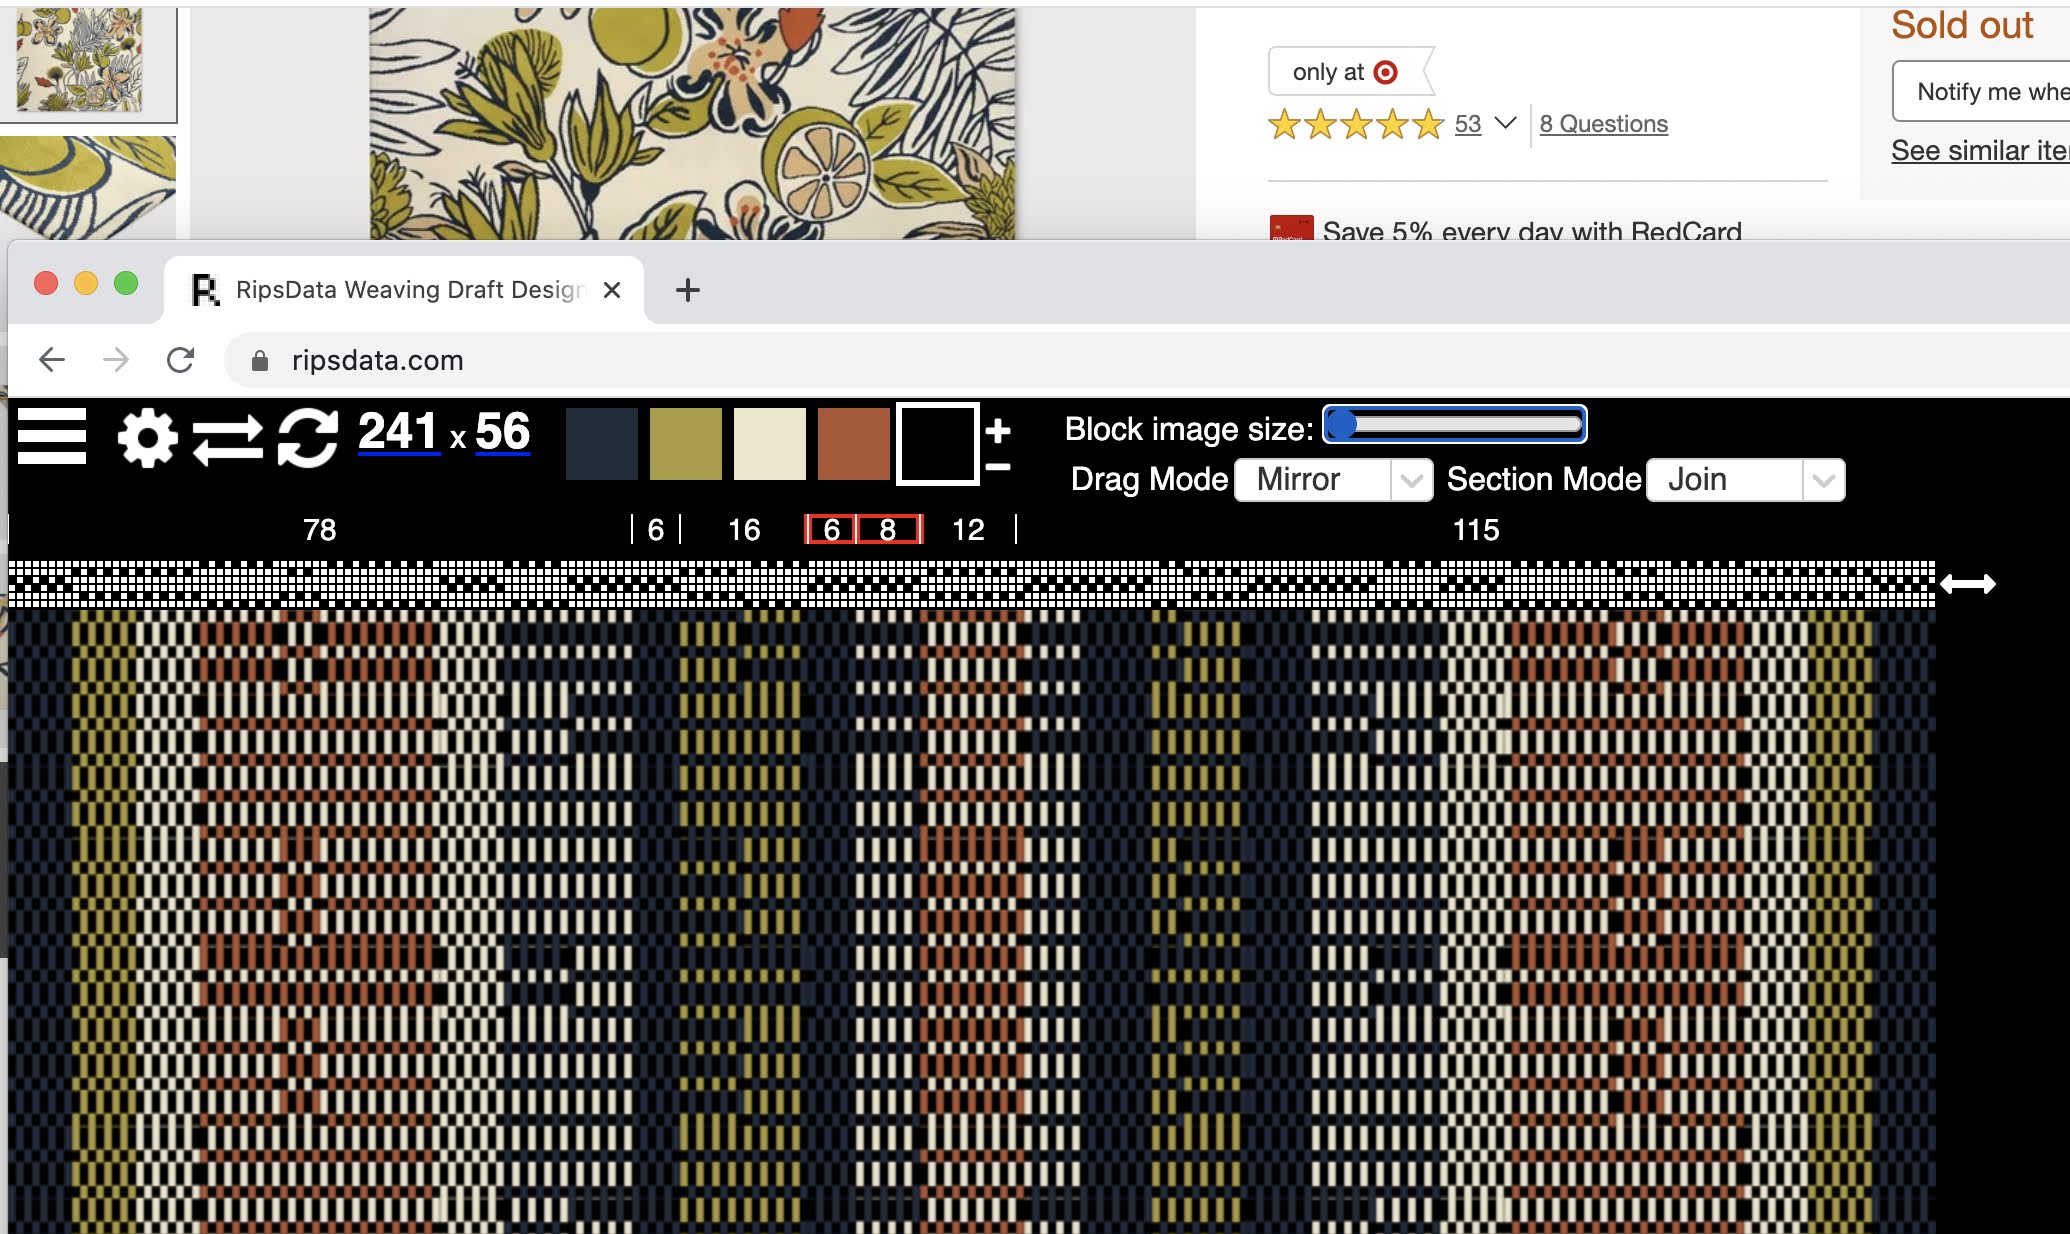 Sold out
only at
Notify me whe
53
8 Questions
See similar ite
Save 5% every day with RedCard
RipsData Weaving Draft Design
ripsdata.com
241 x 56
Block image size:
Drag Mode Mirror Section Mode Join
78 6 16 6 8 12 115